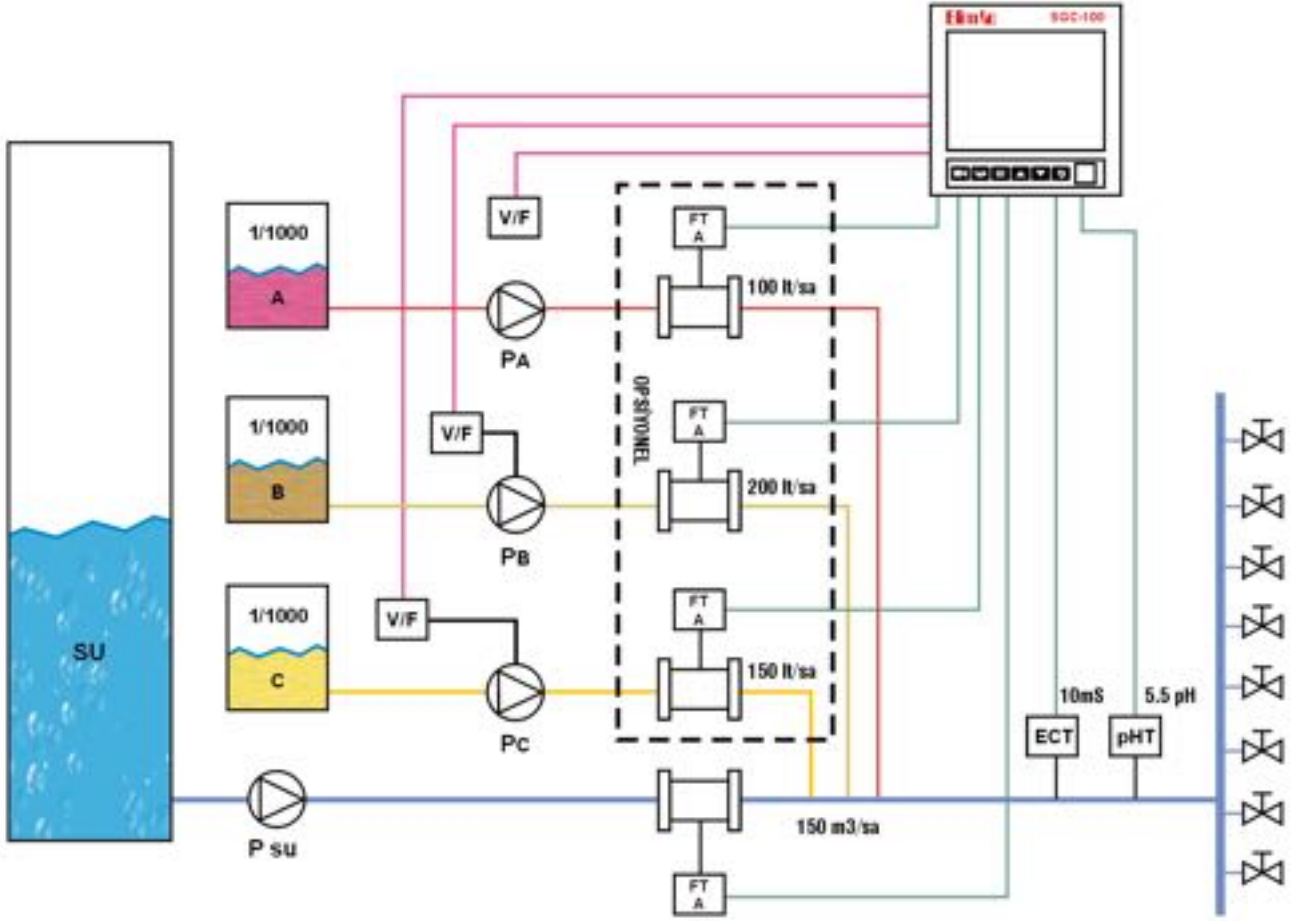 Elimko
SGC-100
1/1000
A
V/F
PA
FT
A
100 lt/sa
OPSİYONEL
1/1000
B
V/F
PB
FT
A
200 lt/sa
1/1000
C
V/F
PC
FT
A
150 lt/sa
SU
P su
150 m3/sa
FT
A
10mS
ECT
5.5 pH
pHT